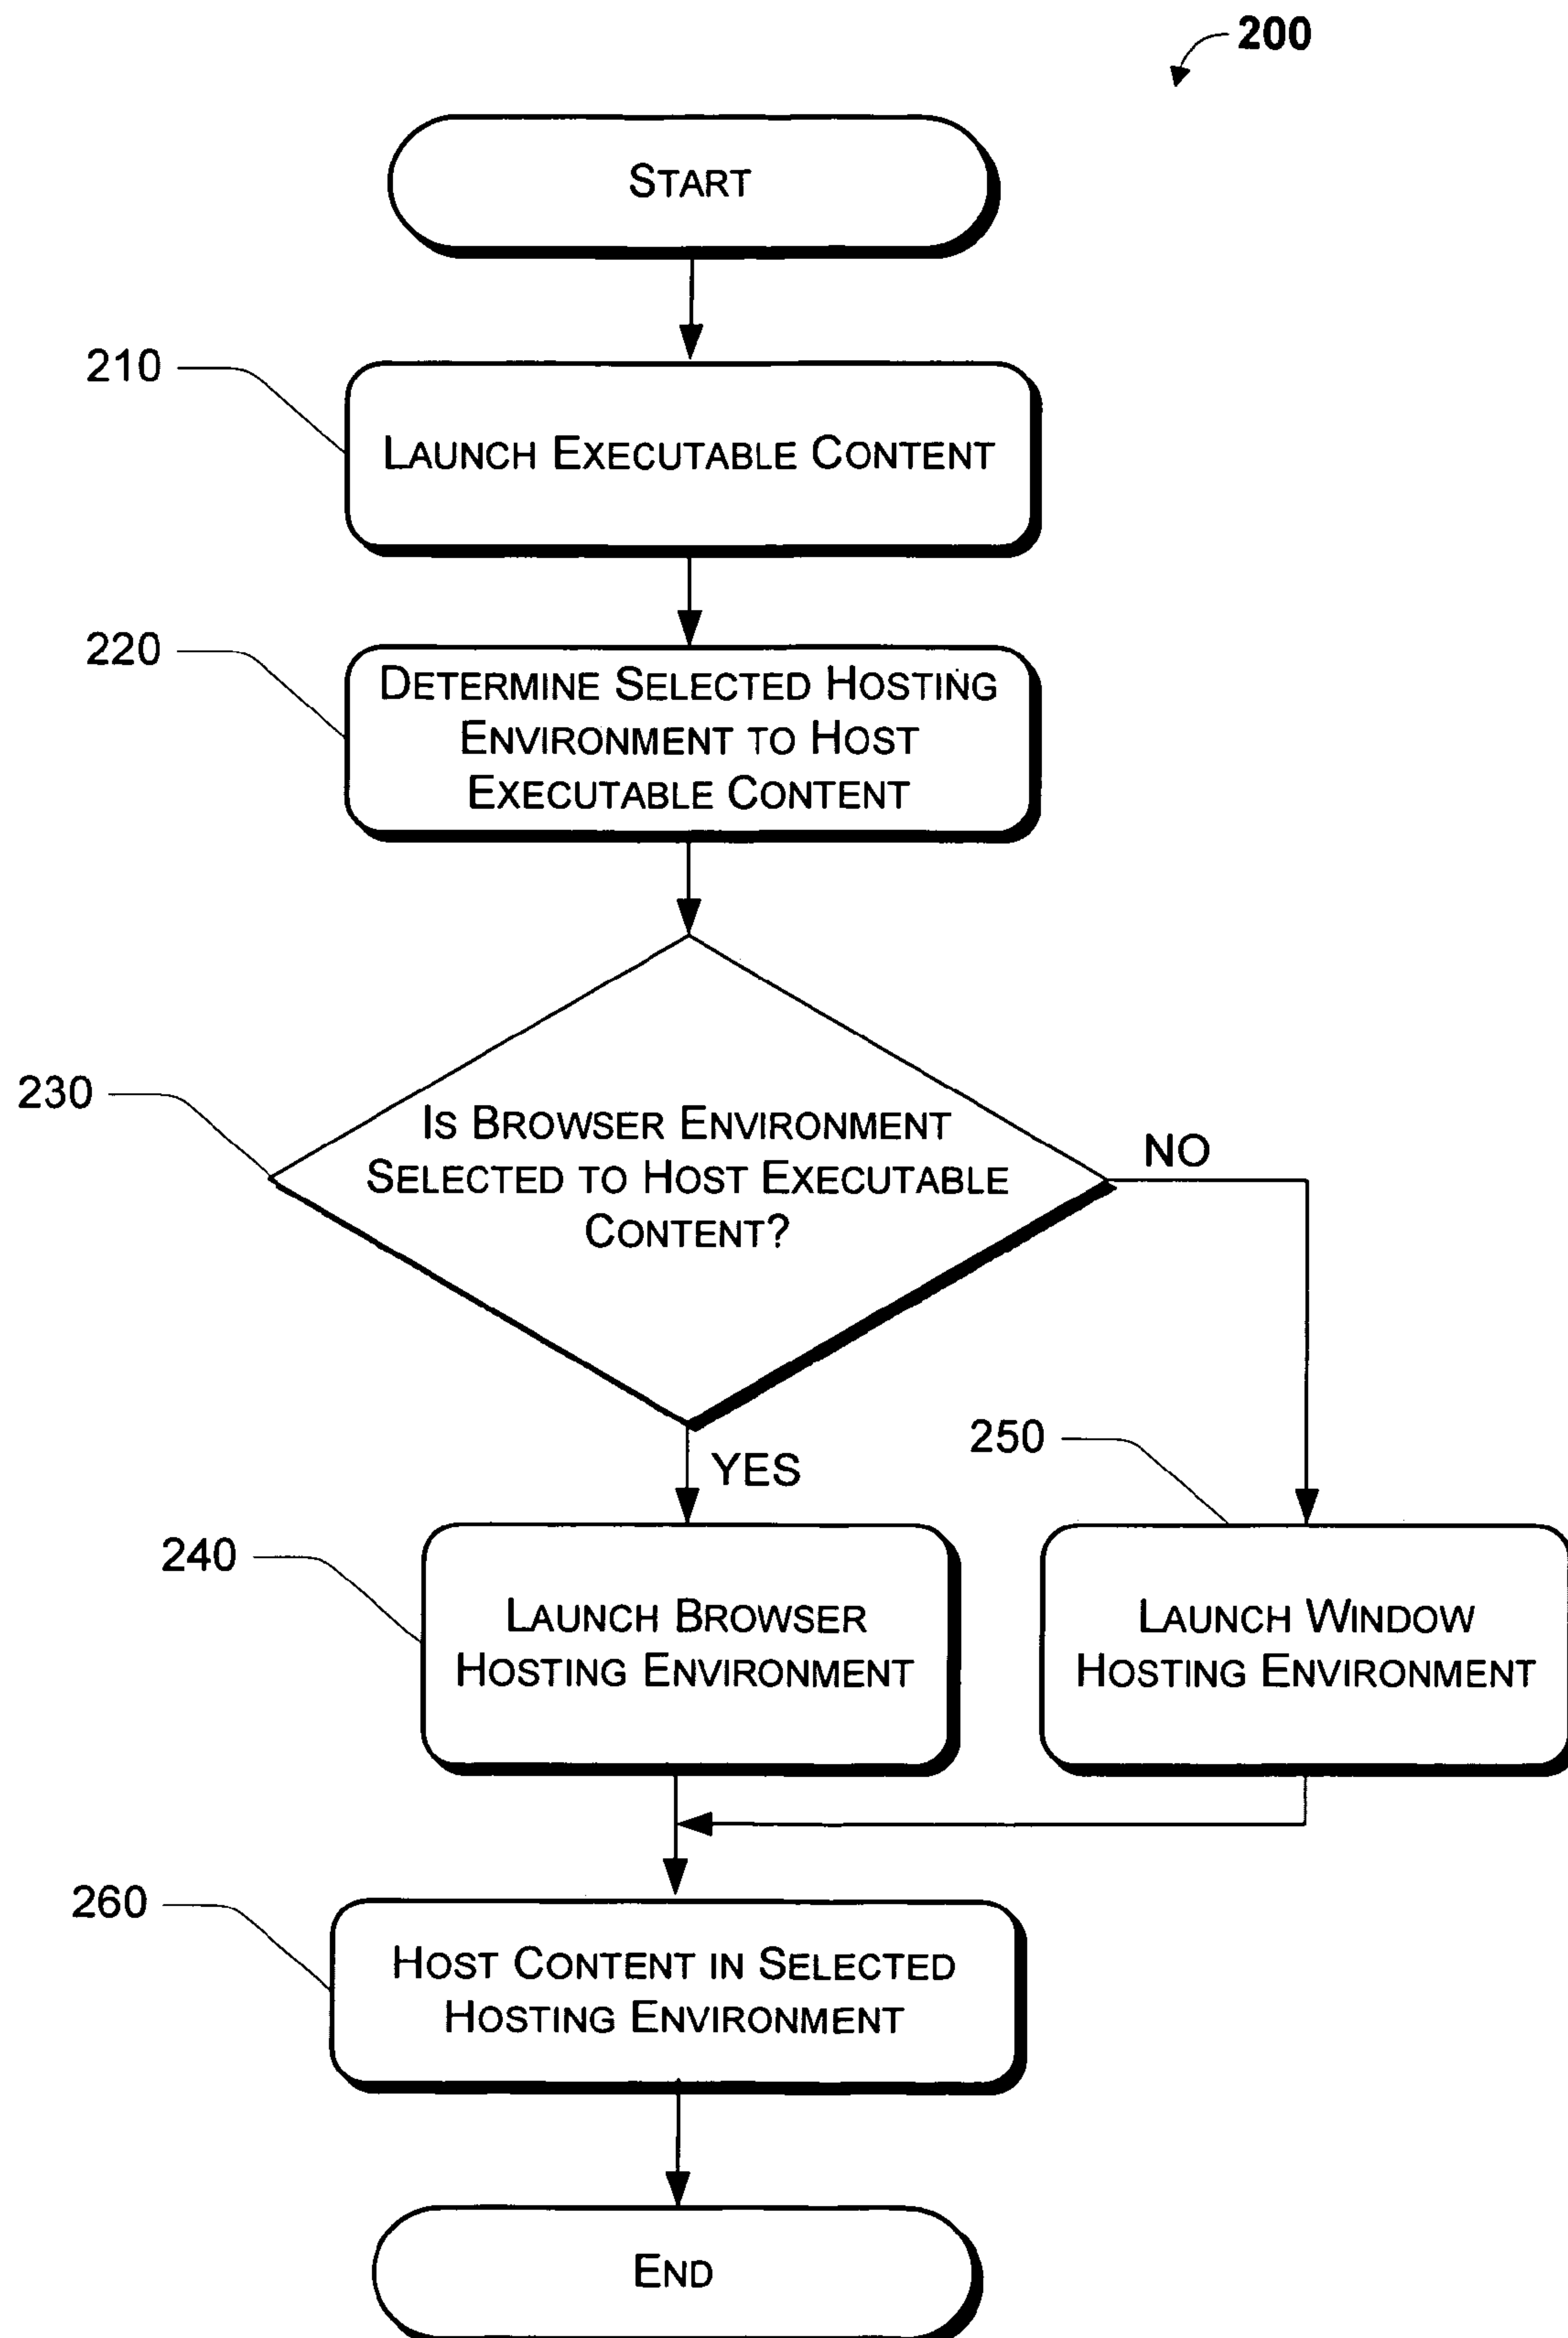 200
START
210
LAUNCH EXECUTABLE CONTENT
220
DETERMINE SELECTED HOSTING
ENVIRONMENT TO HOST
EXECUTABLE CONTENT
230
IS BROWSER ENVIRONMENT
SELECTED TO HOST EXECUTABLE
CONTENT?
NO
YES
240
LAUNCH BROWSER
HOSTING ENVIRONMENT
250
LAUNCH WINDOW
HOSTING ENVIRONMENT
260
HOST CONTENT IN SELECTED
HOSTING ENVIRONMENT
END